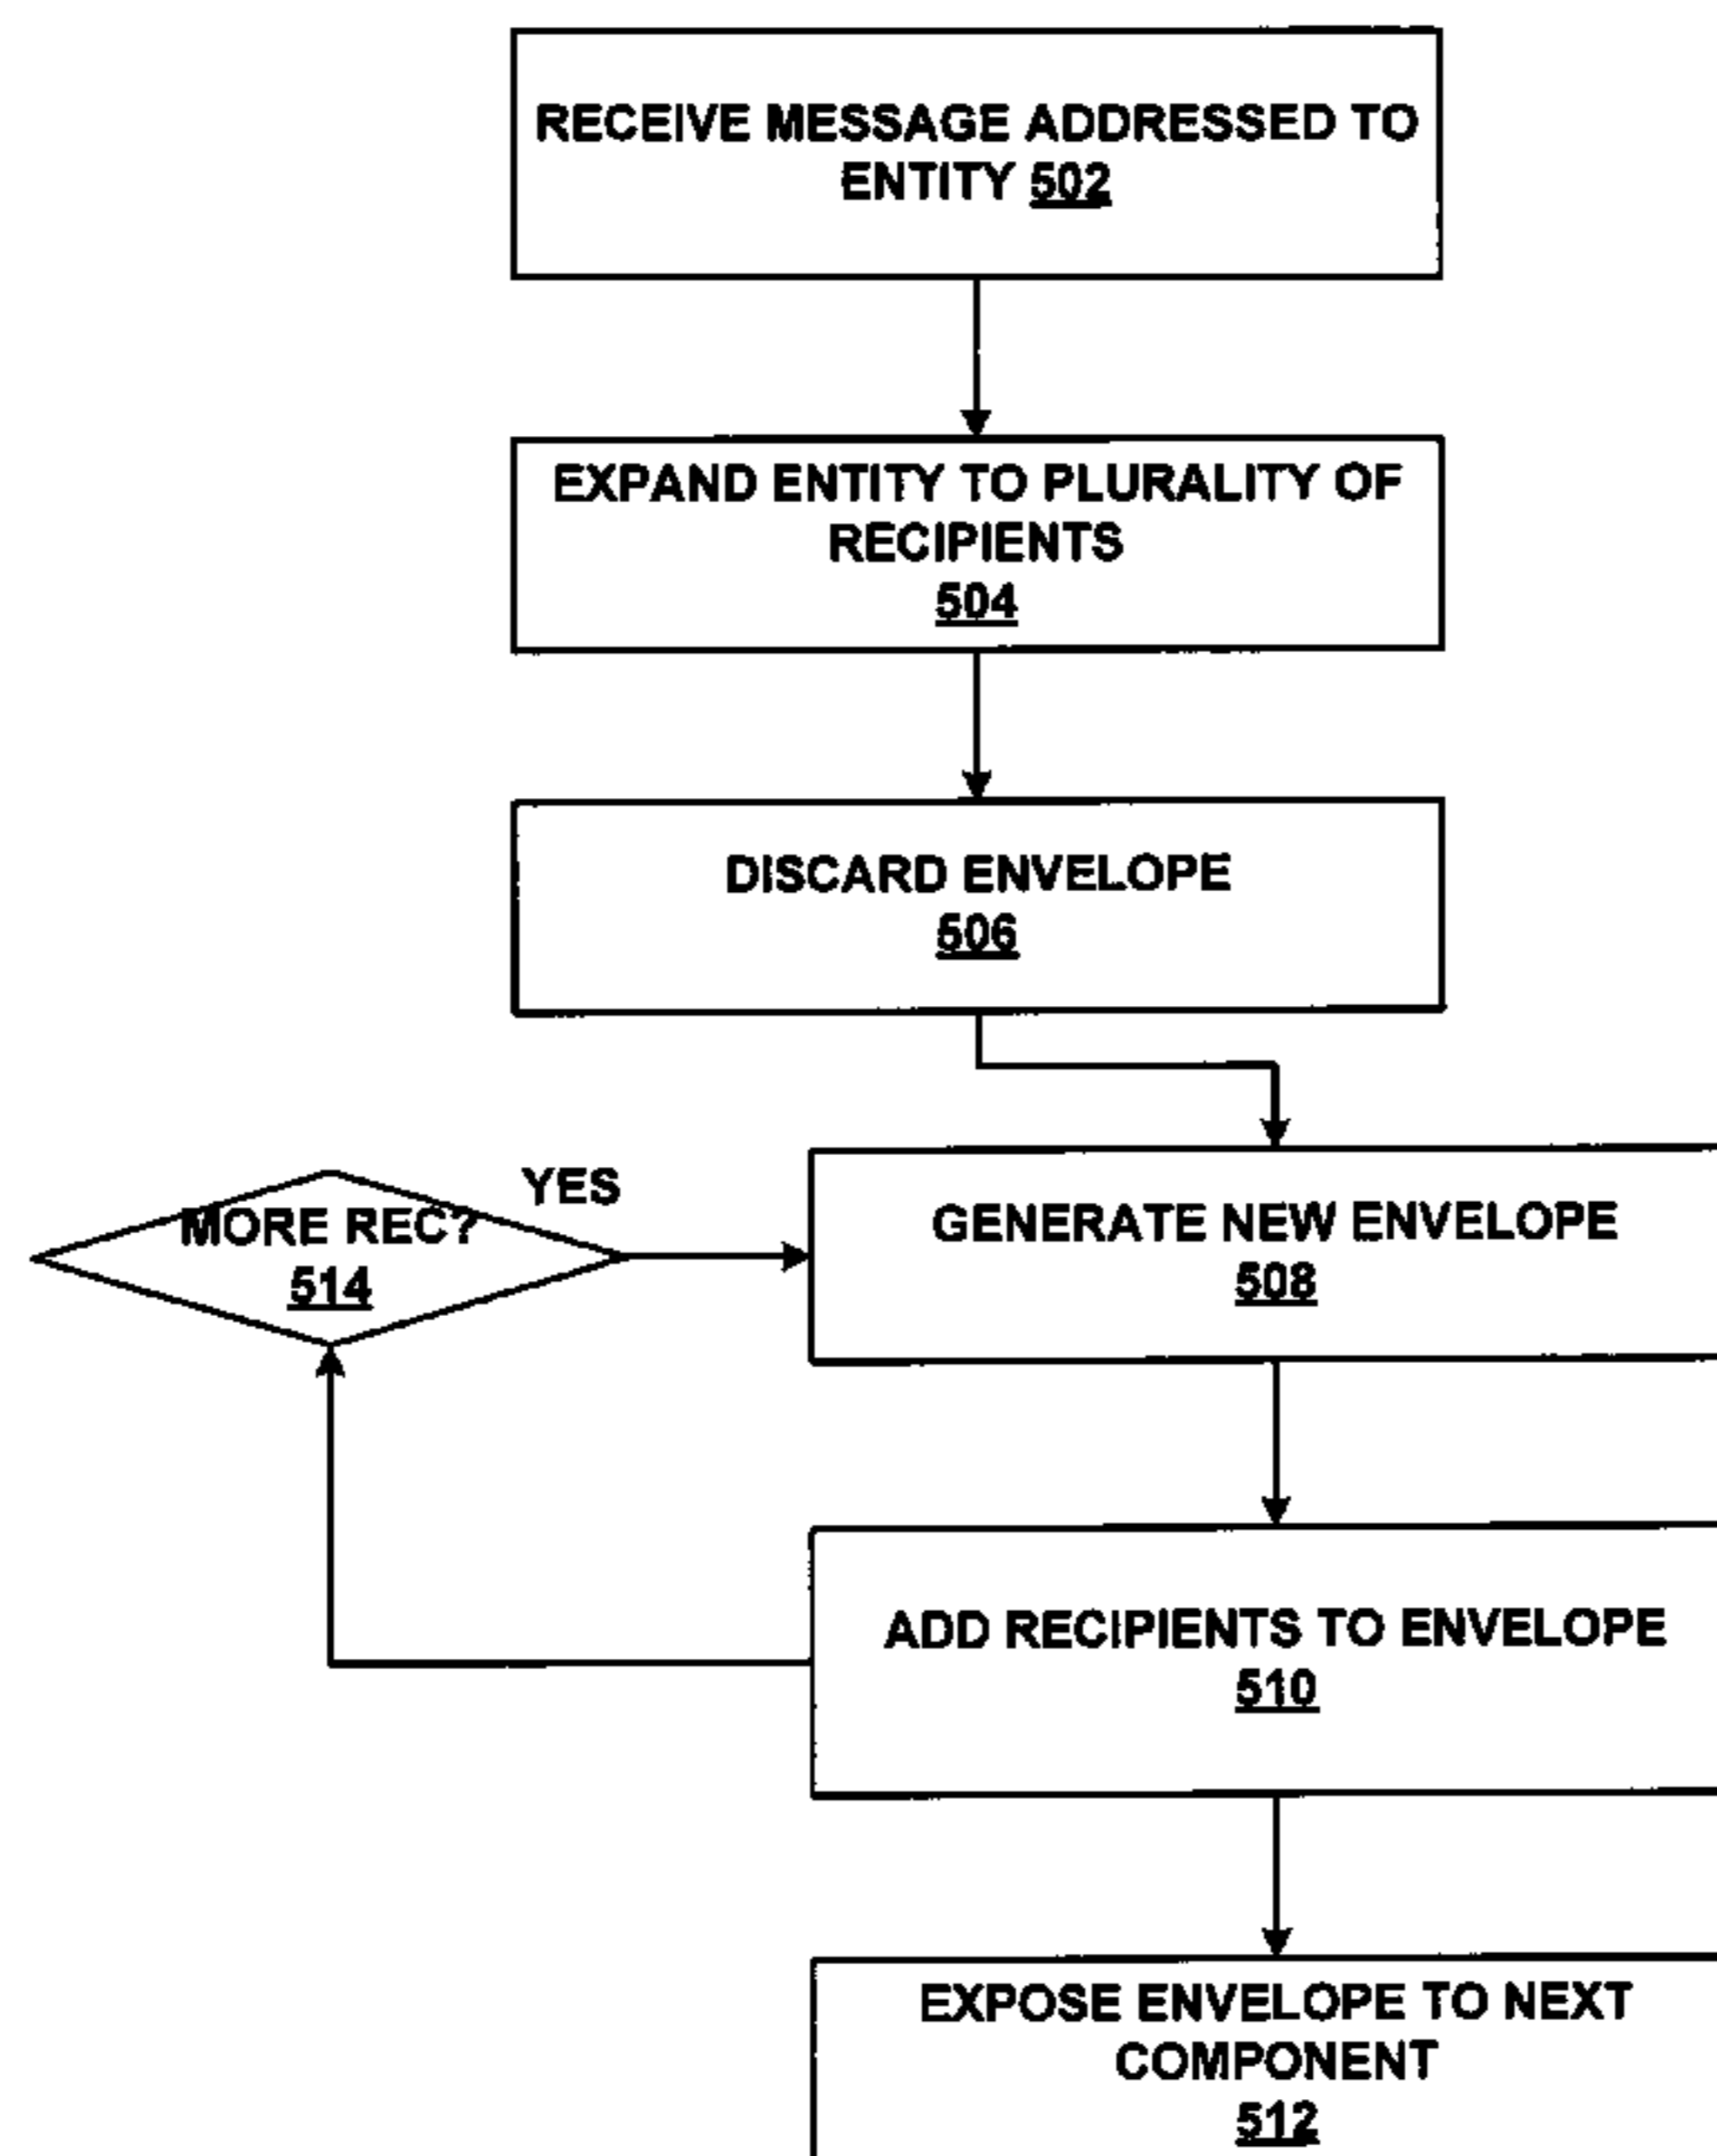 RECEIVE MESSAGE ADDRESSED TO
ENTITY 502
EXPAND ENTITY TO PLURALITY OF
RECIPIENTS
504
DISCARD ENVELOPE
506
YES
MORE REC?
514
GENERATE NEW ENVELOPE
508
ADD RECIPIENTS TO ENVELOPE
510
EXPOSE ENVELOPE TO NEXT
COMPONENT
512